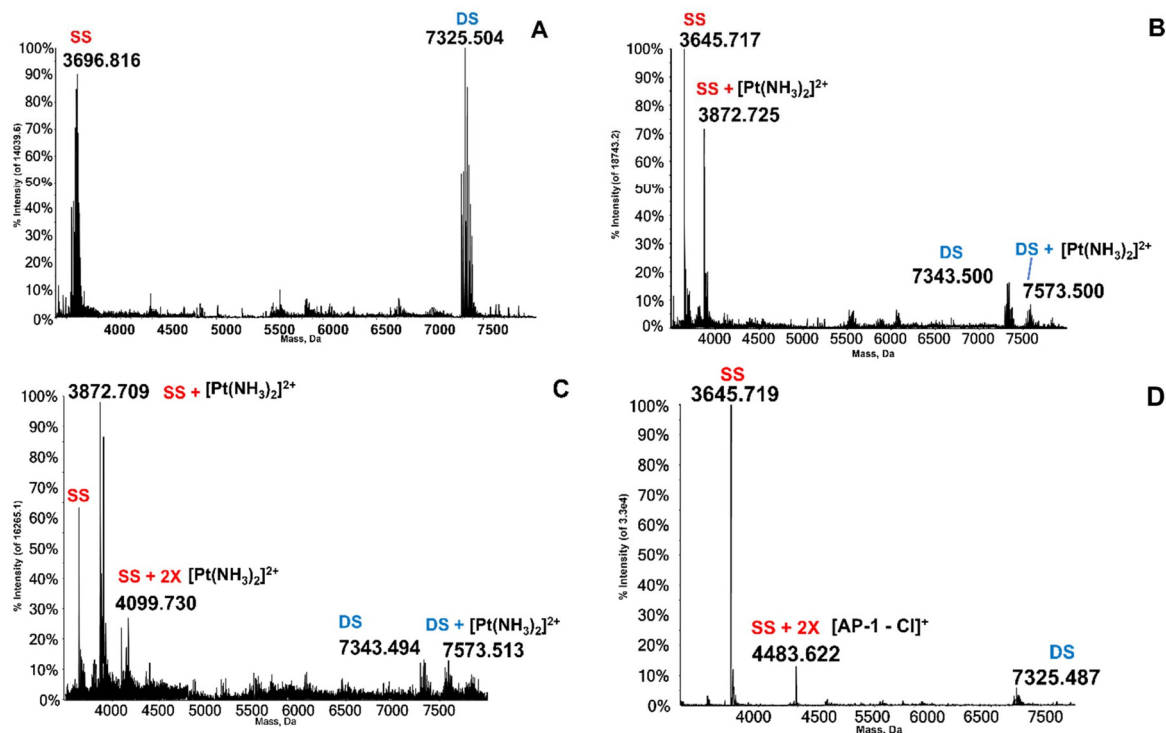 A
SS
3696.816
DS
7325.504
100%
90%
80%
70%
60%
50%
40%
30%
20%
10%
0%
% Intensity (of 14039.6)
4000 4500 5000 5500 6000 6500 7000 7500
Mass, Da
B
SS
3645.717
SS + [Pt(NH3)2]2+
3872.725
DS
7343.500
DS + [Pt(NH3)2]2+
7573.500
100%
90%
80%
70%
60%
50%
40%
30%
20%
10%
0%
% Intensity (of 18743.2)
4000 4500 5000 5500 6000 6500 7000 7500
Mass, Da
C
3872.709 SS + [Pt(NH3)2]2+
SS
SS + 2X [Pt(NH3)2]2+
4099.730
DS
7343.494
DS + [Pt(NH3)2]2+
7573.513
100%
90%
80%
70%
60%
50%
40%
30%
20%
10%
0%
% Intensity (of 16265.1)
4000 4500 5000 5500 6000 6500 7000 7500
Mass, Da
D
SS
3645.719
SS + 2X [AP-1 - Cl]+
4483.622
DS
7325.487
100%
90%
80%
70%
60%
50%
40%
30%
20%
10%
0%
% Intensity (of 3.3e4)
4000 4500 5000 5500 6000 6500 7000 7500
Mass, Da